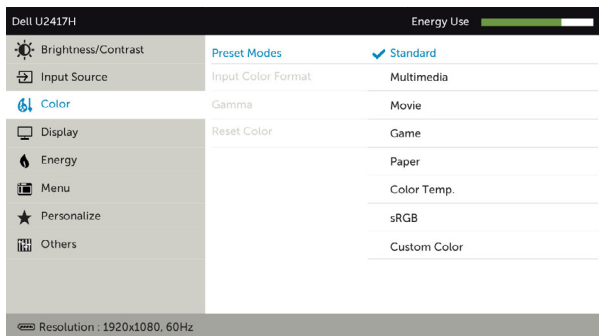 Dell U2417H Energy Use
Brightness/Contrast Preset Modes Standard
Input Source Input Color Format Multimedia
Color Gamma Movie
Display Reset Color Game
Energy Paper
Menu Color Temp.
Personalize sRGB
Others Custom Color
Resolution : 1920x1080, 60Hz